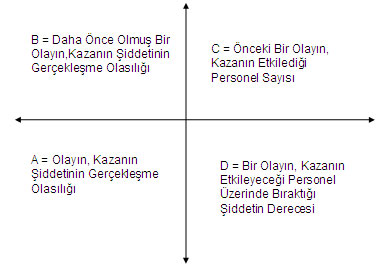 B = Daha Önce Olmuş Bir
Olayın,Kazanın Şiddetinin
Gerçekleşme Olasılığı
C = Önceki Bir Olayın,
Kazanın Etkilediği
Personel Sayısı
A = Olayın, Kazanın
Şiddetinin Gerçekleşme
Olasılığı
D = Bir Olayın, Kazanın
Etkileyeceği Personel
Üzerinde Bıraktığı
Şiddetin Derecesi